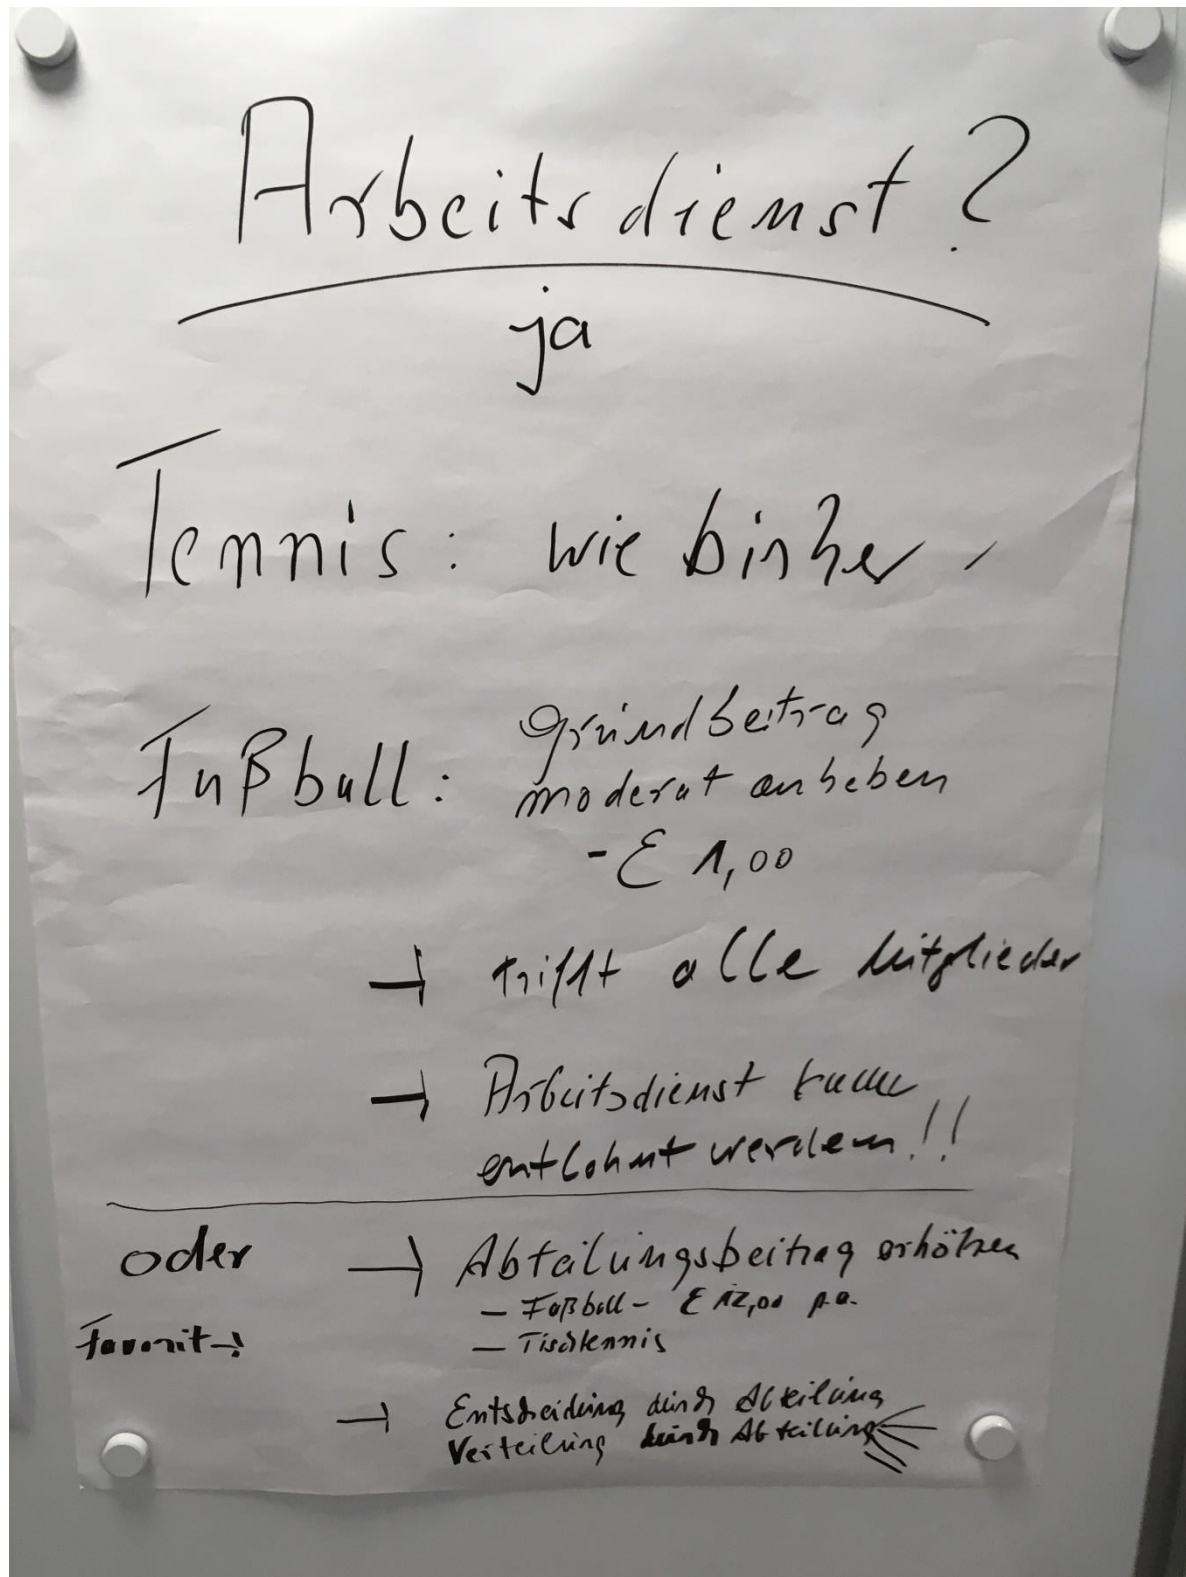 Arbeitsdienst?
ja
Tennis: wie bisher
Fußball: Grundbeitrag
moderat anheben
- € 1,00
→ trifft alle Mitglieder
→ Arbeitsdienst kann
entlohnt werden!!
oder → Abteilungsbeitrag erhöhen
- Fußball - € 12,00 p.a.
Favorit →!
- Tischtennis
→ Entscheidung durch Abteilung
Verteilung durch Abteilung